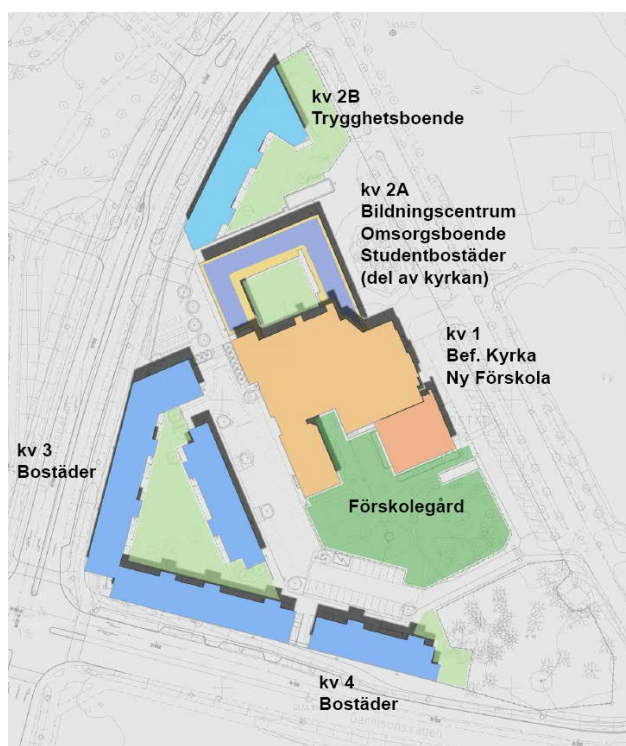 kv 2B
Trygghetsboende
kv 2A
Bildningscentrum
Omsorgsboende
Studentbostäder
(del av kyrkan)
kv 1
Bef. Kyrka
Ny Förskola
kv 3
Bostäder
Förskolegård
kv 4
Bostäder
Garnisonsvägen